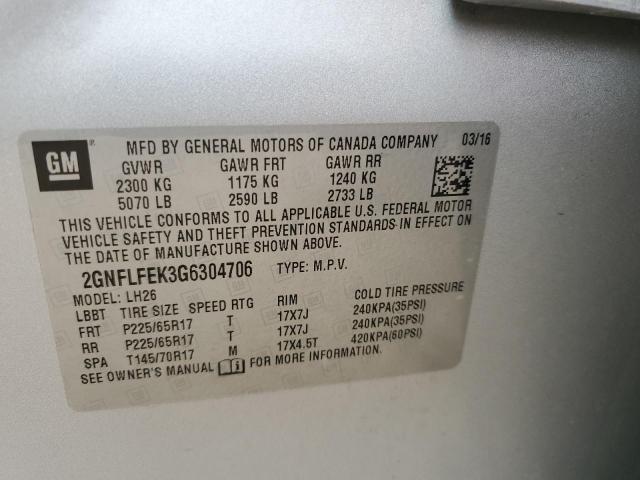 GM
MFD BY GENERAL MOTORS OF CANADA COMPANY 03/16
GVWR GAWR FRT GAWR RR
2300 KG 1175 KG 1240 KG
5070 LB 2590 LB 2733 LB
THIS VEHICLE CONFORMS TO ALL APPLICABLE U.S. FEDERAL MOTOR
VEHICLE SAFETY AND THEFT PREVENTION STANDARDS IN EFFECT ON
THE DATE OF MANUFACTURE SHOWN ABOVE.
2GNFLFEK3G6304706 TYPE: M.P.V.
MODEL: LH26
LBBT TIRE SIZE SPEED RTG RIM COLD TIRE PRESSURE
FRT P225/65R17 T 17X7J 240KPA(35PSI)
RR P225/65R17 T 17X7J 240KPA(35PSI)
SPA T145/70R17 M 17X4.5T 420KPA(60PSI)
SEE OWNER'S MANUAL FOR MORE INFORMATION